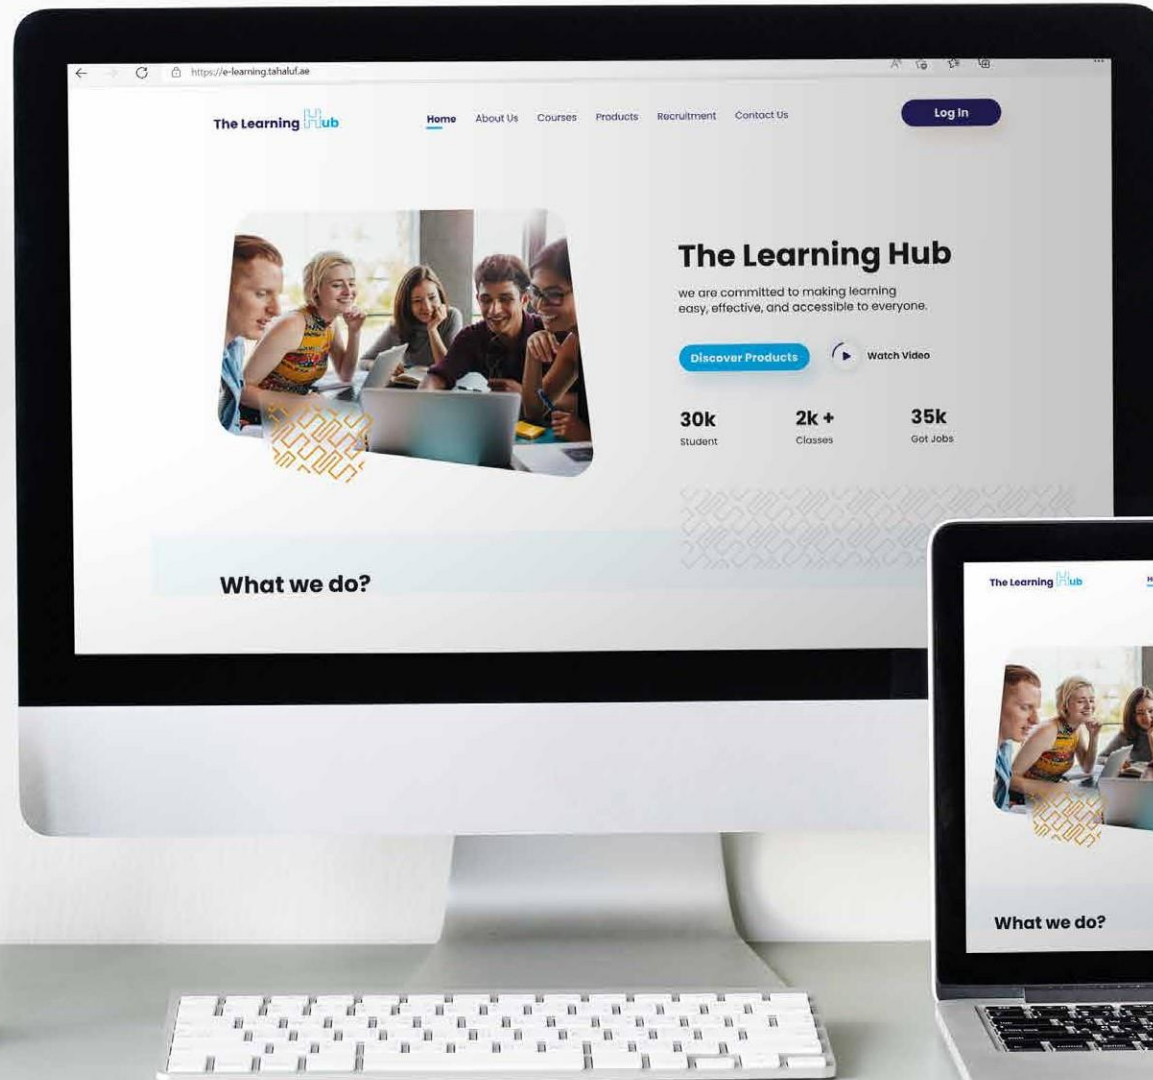 https://e-learning.tahaluf.ae
The Learning Hub
Home About Us Courses Products Recruitment Contact Us
Log In
The Learning Hub
we are committed to making learning
easy, effective, and accessible to everyone.
Discover Products Watch Video
30k 2k + 35k
Student Classes Got Jobs
What we do?
The Learning Hub
What we do?